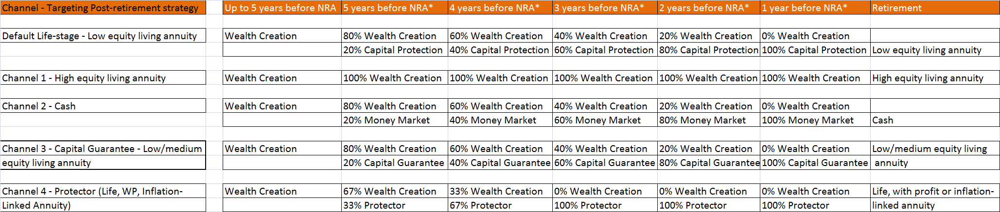 Channel - Targeting Post-retirement strategy Up to 5 years before NRA 5 years before NRA* 4 years before NRA* 3 years before NRA* 2 years before NRA* 1 year before NRA* Retirement
Default Life-stage - Low equity living annuity Wealth Creation 80% Wealth Creation 60% Wealth Creation 40% Wealth Creation 20% Wealth Creation 0% Wealth Creation
20% Capital Protection 40% Capital Protection 60% Capital Protection 80% Capital Protection 100% Capital Protection Low equity living annuity
Channel 1 - High equity living annuity Wealth Creation 100% Wealth Creation 100% Wealth Creation 100% Wealth Creation 100% Wealth Creation 100% Wealth Creation High equity living annuity
Channel 2 - Cash Wealth Creation 80% Wealth Creation 60% Wealth Creation 40% Wealth Creation 20% Wealth Creation 0% Wealth Creation
20% Money Market 40% Money Market 60% Money Market 80% Money Market 100% Money Market Cash
Channel 3 - Capital Guarantee - Low/medium Wealth Creation 80% Wealth Creation 60% Wealth Creation 40% Wealth Creation 20% Wealth Creation 0% Wealth Creation Low/medium equity living
equity living annuity 20% Capital Guarantee 40% Capital Guarantee 60% Capital Guarantee 80% Capital Guarantee 100% Capital Guarantee annuity
Channel 4 - Protector (Life, WP, Inflation- Wealth Creation 67% Wealth Creation 33% Wealth Creation 0% Wealth Creation 0% Wealth Creation 0% Wealth Creation Life, with profit or inflation-
Linked Annuity) 33% Protector 67% Protector 100% Protector 100% Protector 100% Protector linked annuity